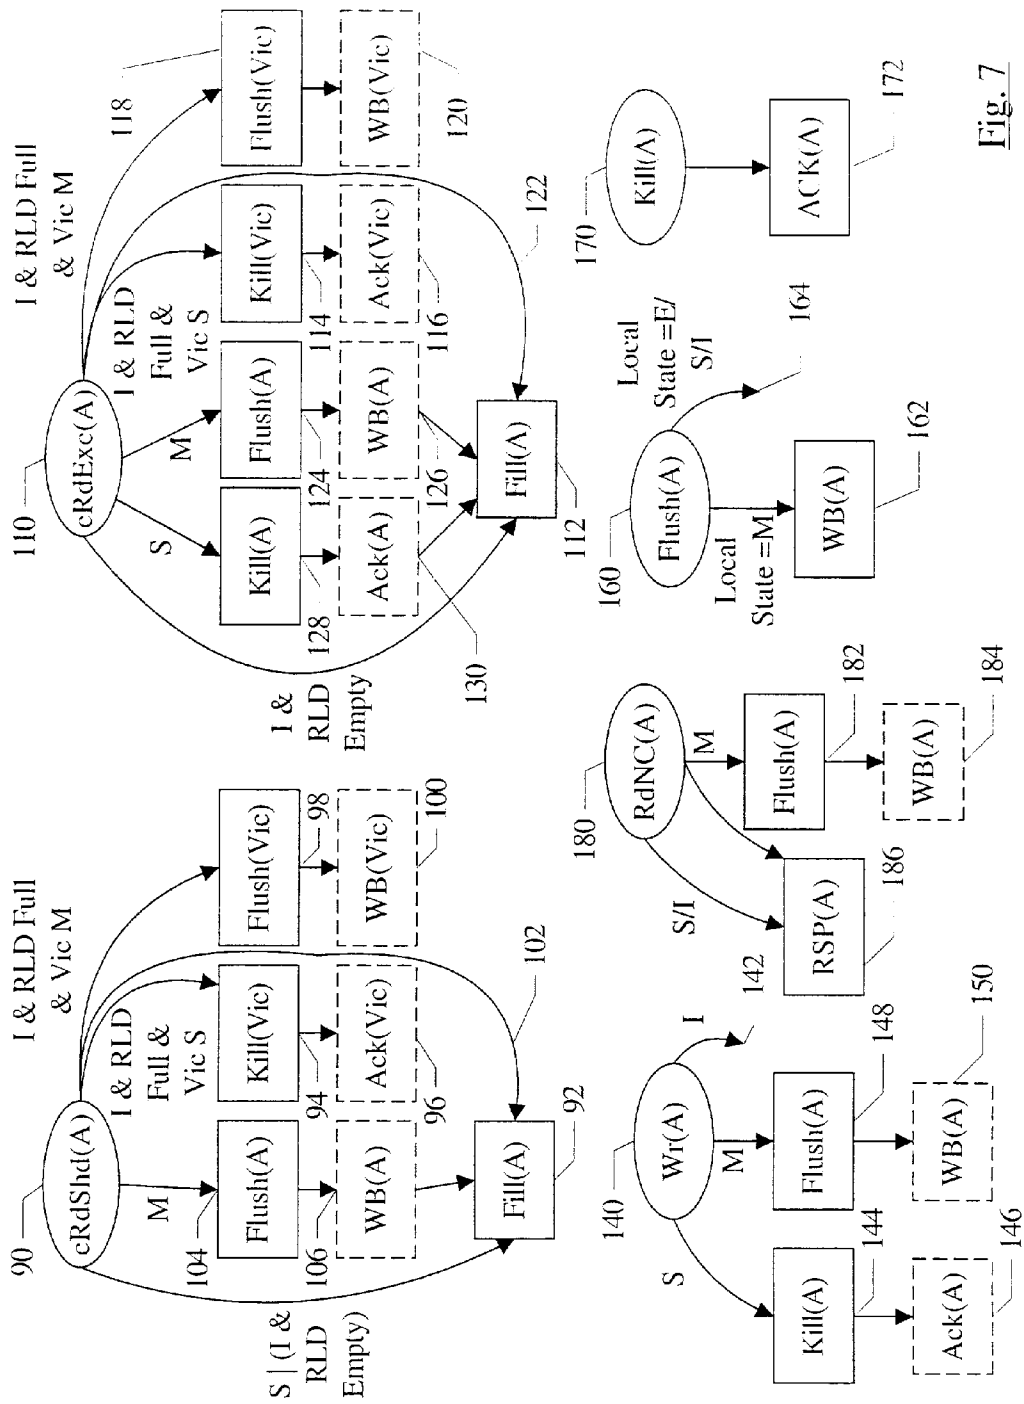 90
cRdShd(A)
I & RLD Full
& Vic M
M
I & RLD
Full &
Vic S
S | (I &
RLD
Empty)
104
Flush(A)
Kill(Vic)
Flush(Vic)
106
94
98
WB(A)
Ack(Vic)
WB(Vic)
96
100
Fill(A)
92
102
110
cRdExc(A)
I & RLD Full
& Vic M
118
S
M
I & RLD
Full &
Vic S
I &
RLD
Empty
Kill(A)
Flush(A)
Kill(Vic)
Flush(Vic)
128
124
114
Ack(A)
WB(A)
Ack(Vic)
WB(Vic)
130
126
116
120
Fill(A)
112
122
140
Wr(A)
S
M
I
142
Kill(A)
Flush(A)
144
148
Ack(A)
WB(A)
146
150
180
RdNC(A)
S/I
M
RSP(A)
Flush(A)
186
182
WB(A)
184
160
Flush(A)
Local
State =M
Local
State =E/
S/I
164
WB(A)
162
170
Kill(A)
ACK(A)
172
Fig. 7